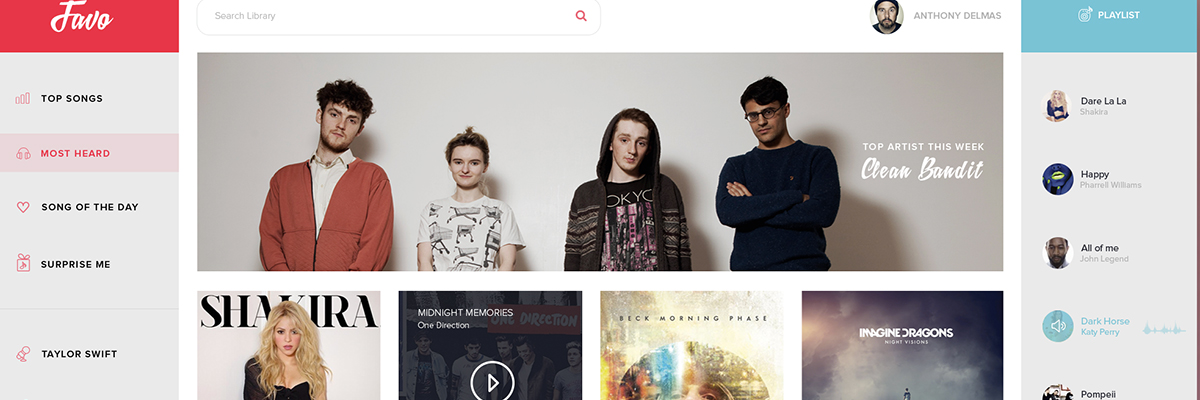 Favo
Search Library
ANTHONY DELMAS
PLAYLIST
TOP SONGS
MOST HEARD
SONG OF THE DAY
SURPRISE ME
TAYLOR SWIFT
TOP ARTIST THIS WEEK
Clean Bandit
OKYO
SHAKIRA
MIDNIGHT MEMORIES
One Direction
ONE DIRECTION
BECK MORNING PHASE
IMAGINE DRAGONS
NIGHT VISIONS
Dare La La
Shakira
Happy
Pharrell Williams
All of me
John Legend
Dark Horse
Katy Perry
Pompeii